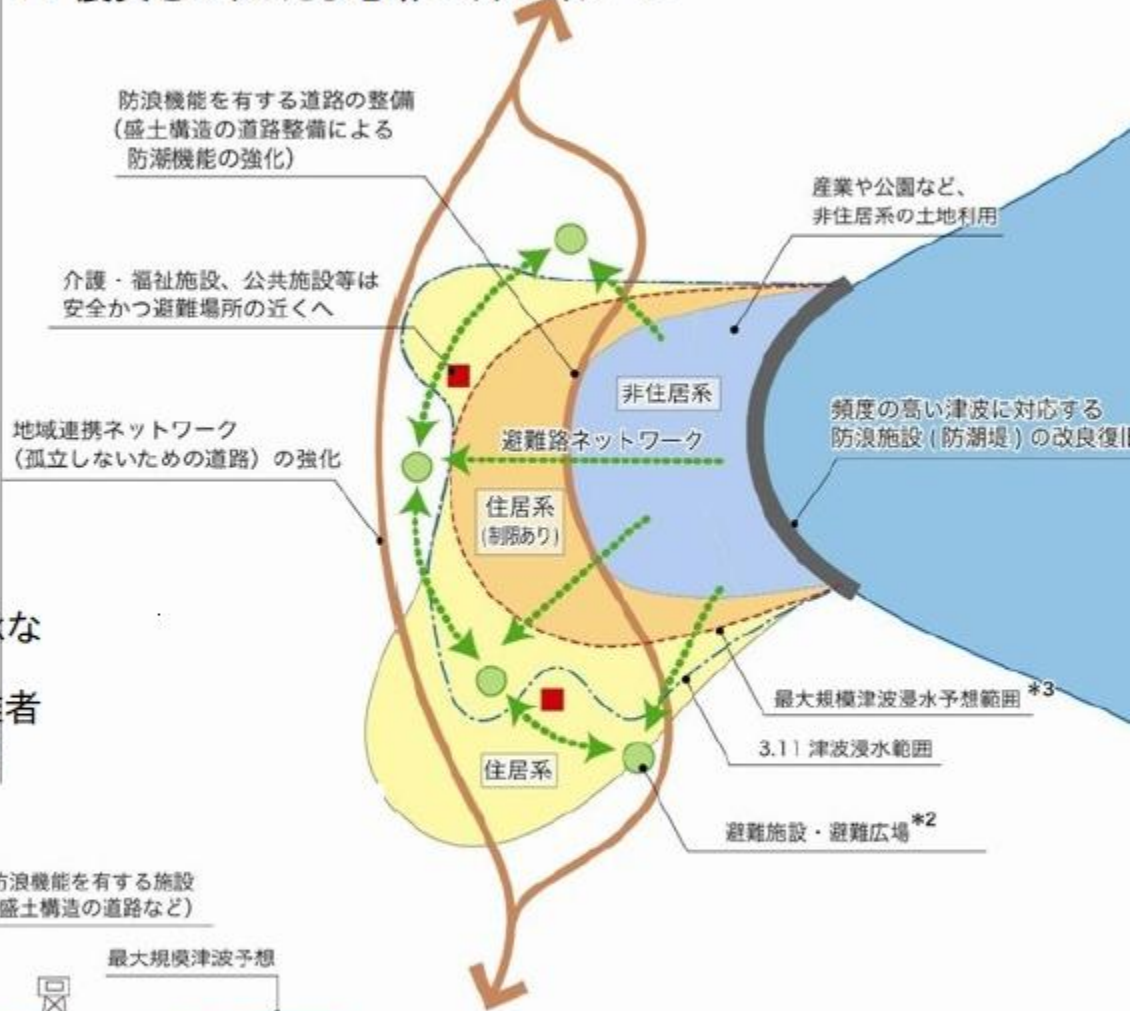 防浪機能を有する道路の整備
（盛土構造の道路整備による
防潮機能の強化）
産業や公園など、
非住居系の土地利用
介護・福祉施設、公共施設等は
安全かつ避難場所の近くへ
非住居系
頻度の高い津波に対応する
防浪施設（防潮堤）の改良復旧
地域連携ネットワーク
（孤立しないための道路）の強化
避難路ネットワーク
住居系
（制限あり）
な
者
最大規模津波浸水予想範囲 *3
3.11 津波浸水範囲
住居系
避難施設・避難広場*2
防浪機能を有する施設
盛土構造の道路など）
最大規模津波予想